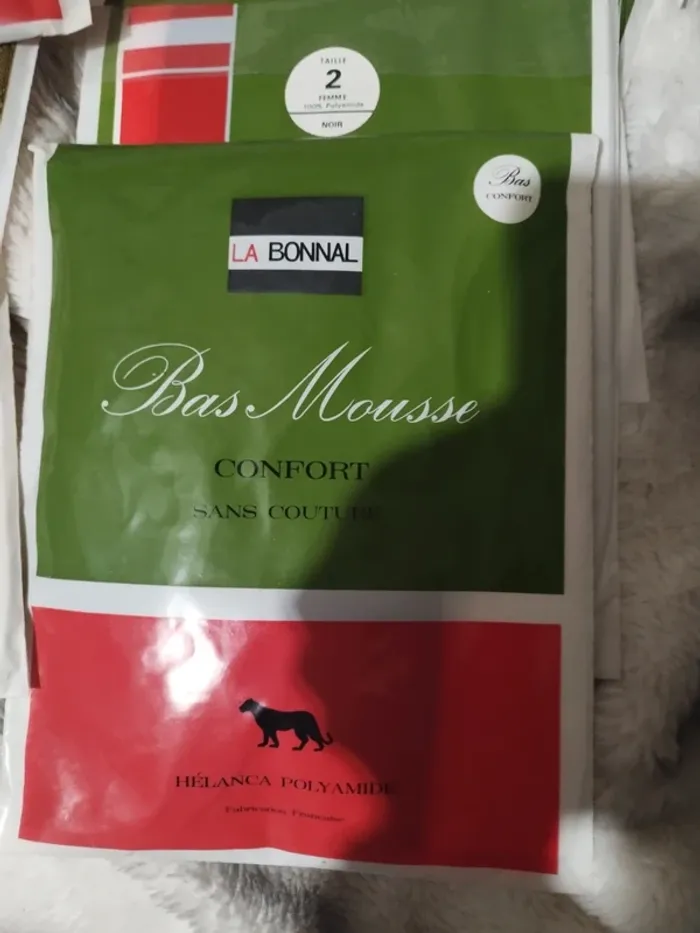 TAILLE
2
FEMME
100% Polyamide
NOIR
Bas
CONFORT
LA BONNAL
Bas Mousse
CONFORT
SANS COUTURE
HÉLANCA POLYAMIDE
Fabrication Française